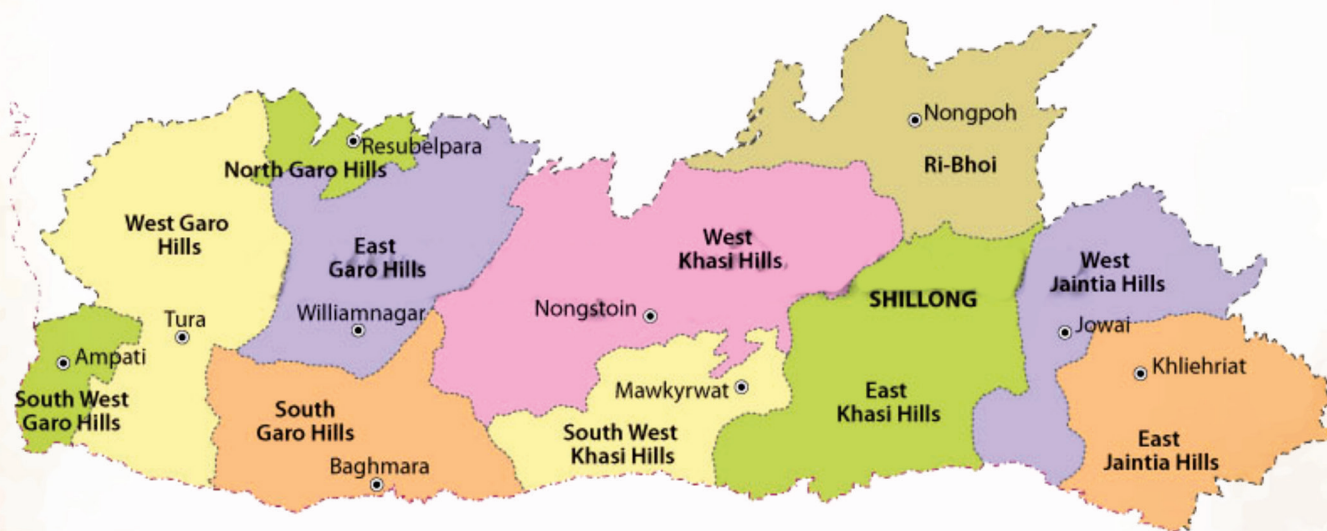 Nongpoh
Ri-Bhoi
Resubelpara
North Garo Hills
West Garo
Hills
East
Garo Hills
West
Khasi Hills
West
Jaintia Hills
SHILLONG
Williamnagar
Nongstoin
Tura
Jowai
Ampati
Khliehriat
Mawkyrwat
South West
Garo Hills
South
Garo Hills
East
Khasi Hills
South West
Khasi Hills
East
Jaintia Hills
Baghmara